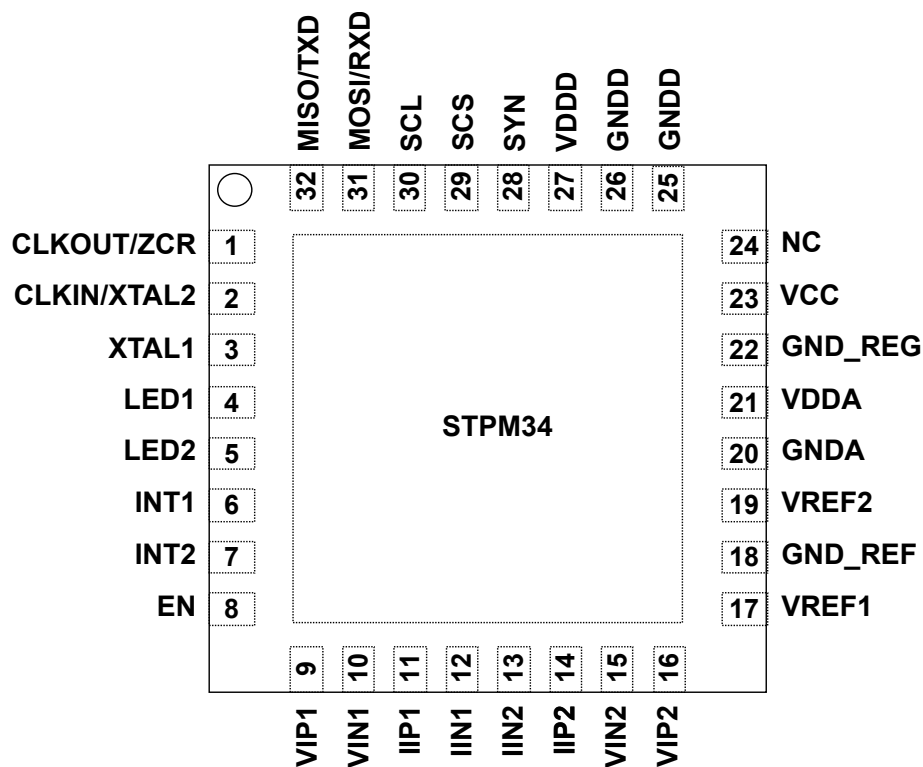 MISO/TXD
MOSI/RXD
SCL
SCS
SYN
VDDD
GNDD
GNDD
32
31
30
29
28
27
26
25
CLKOUT/ZCR 1
CLKIN/XTAL2 2
XTAL1 3
LED1 4
LED2 5
INT1 6
INT2 7
EN 8
STPM34
24 NC
23 VCC
22 GND_REG
21 VDDA
20 GNDA
19 VREF2
18 GND_REF
17 VREF1
9
10
11
12
13
14
15
16
VIP1
VIN1
IIP1
IIN1
IIN2
IIP2
VIN2
VIP2